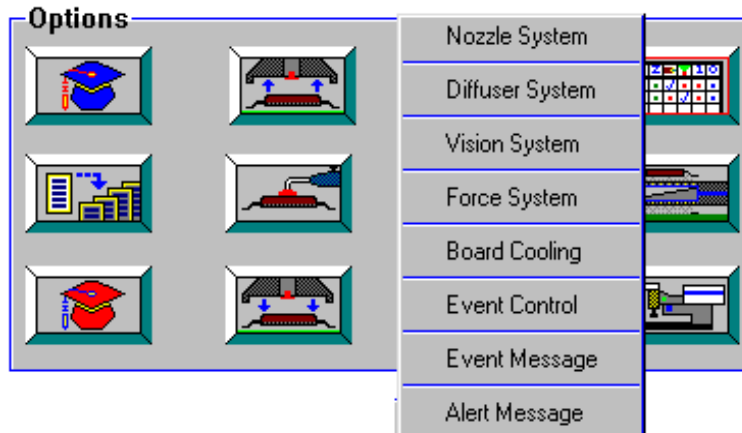 Options
Nozzle System
Diffuser System
Vision System
Force System
Board Cooling
Event Control
Event Message
Alert Message